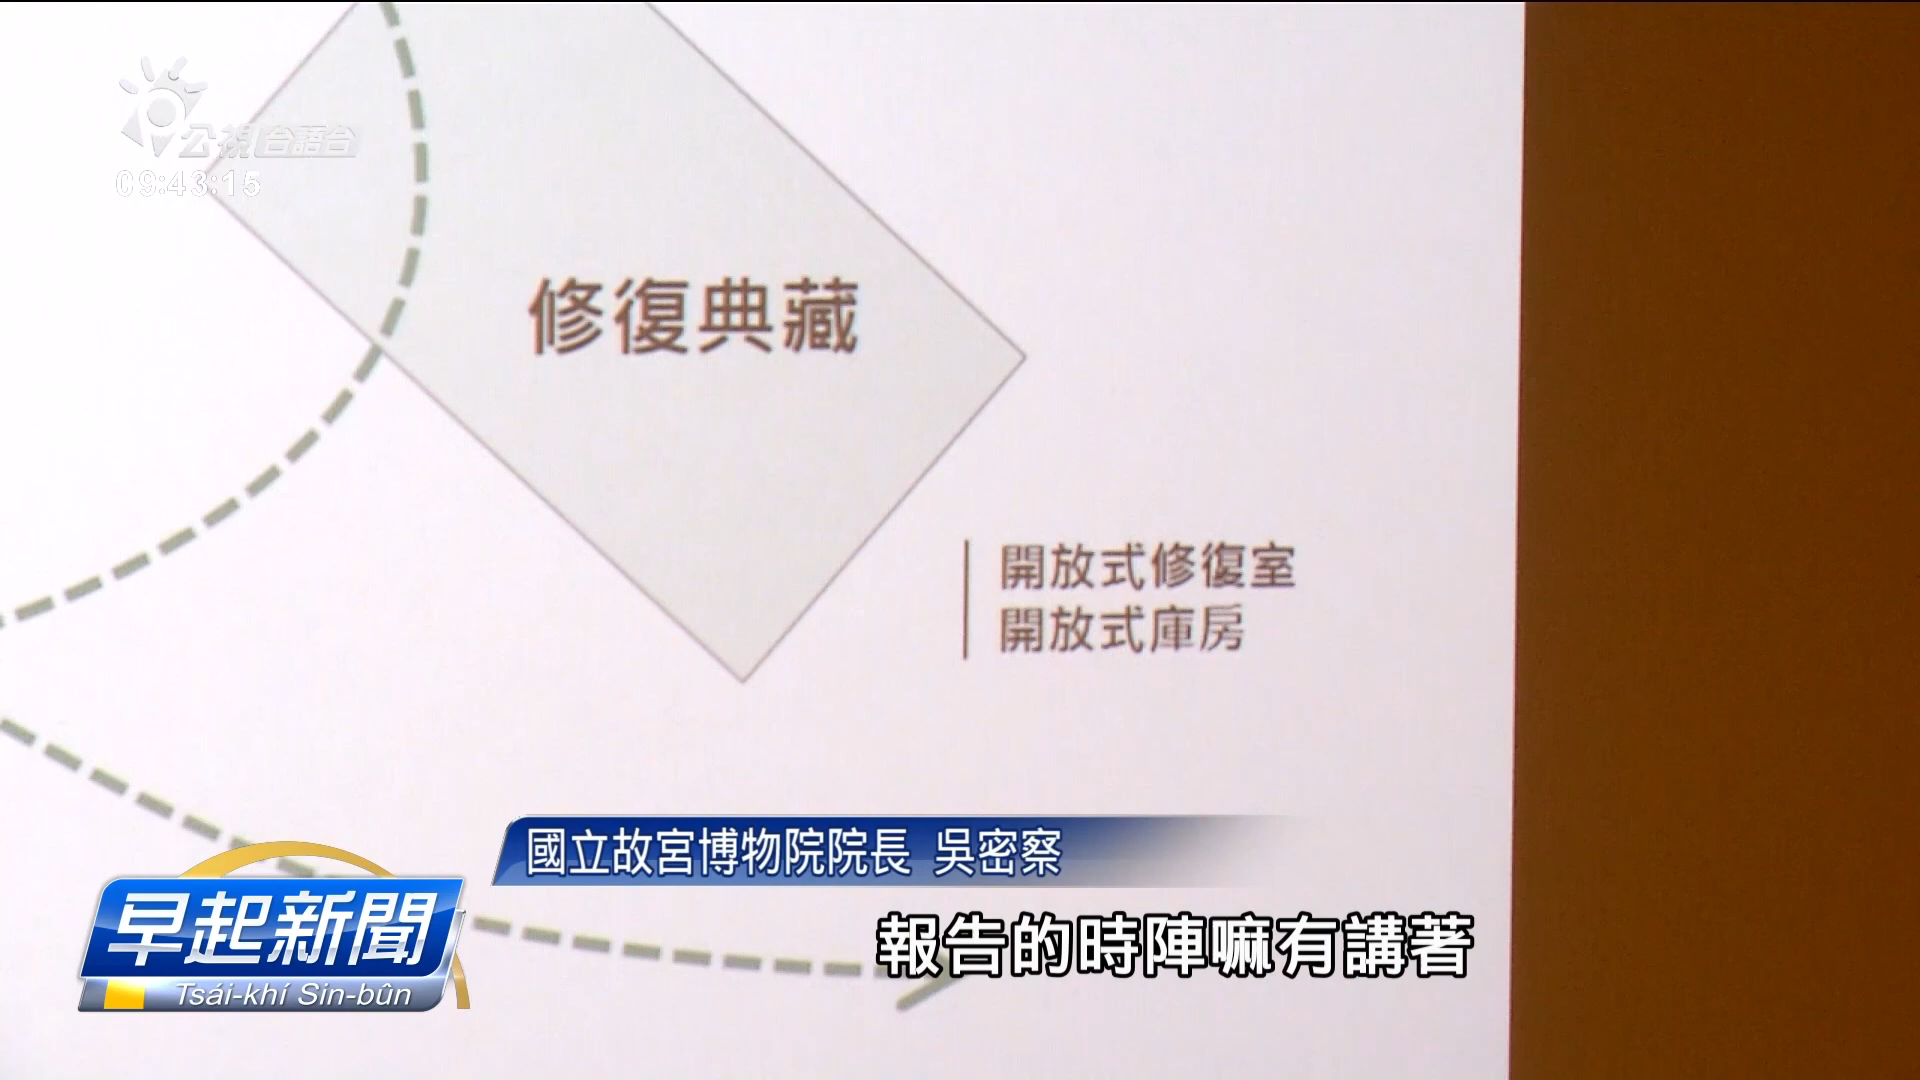 公視台語台
09:43:15
修復典藏
開放式修復室
開放式庫房
國立故宮博物院院長 吳密察
早起新聞
Tsái-khí Sin-bûn
報告的時陣嘛有講著